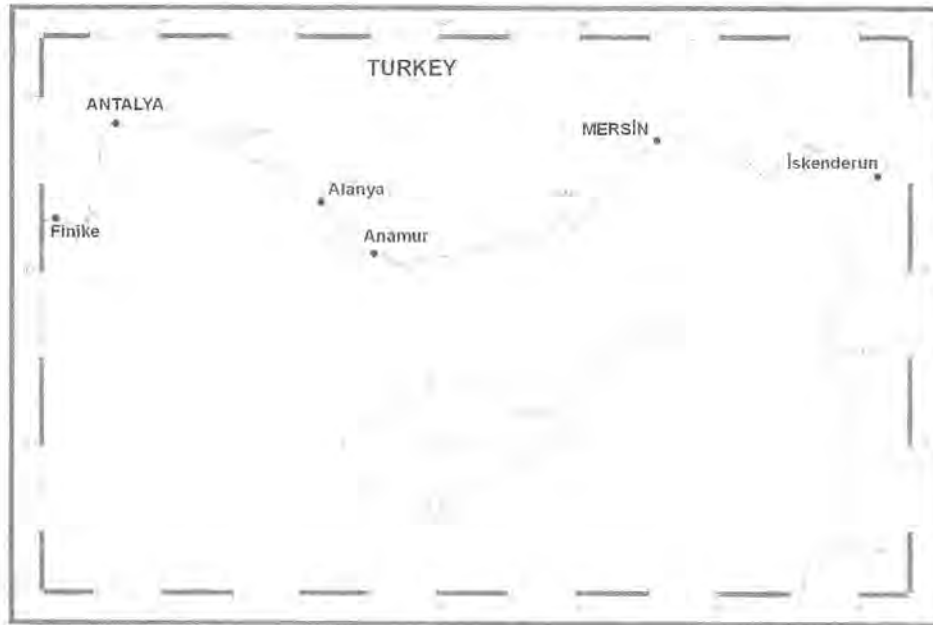 TURKEY
ANTALYA
MERSİN
İskenderun
Alanya
Finike
Anamur